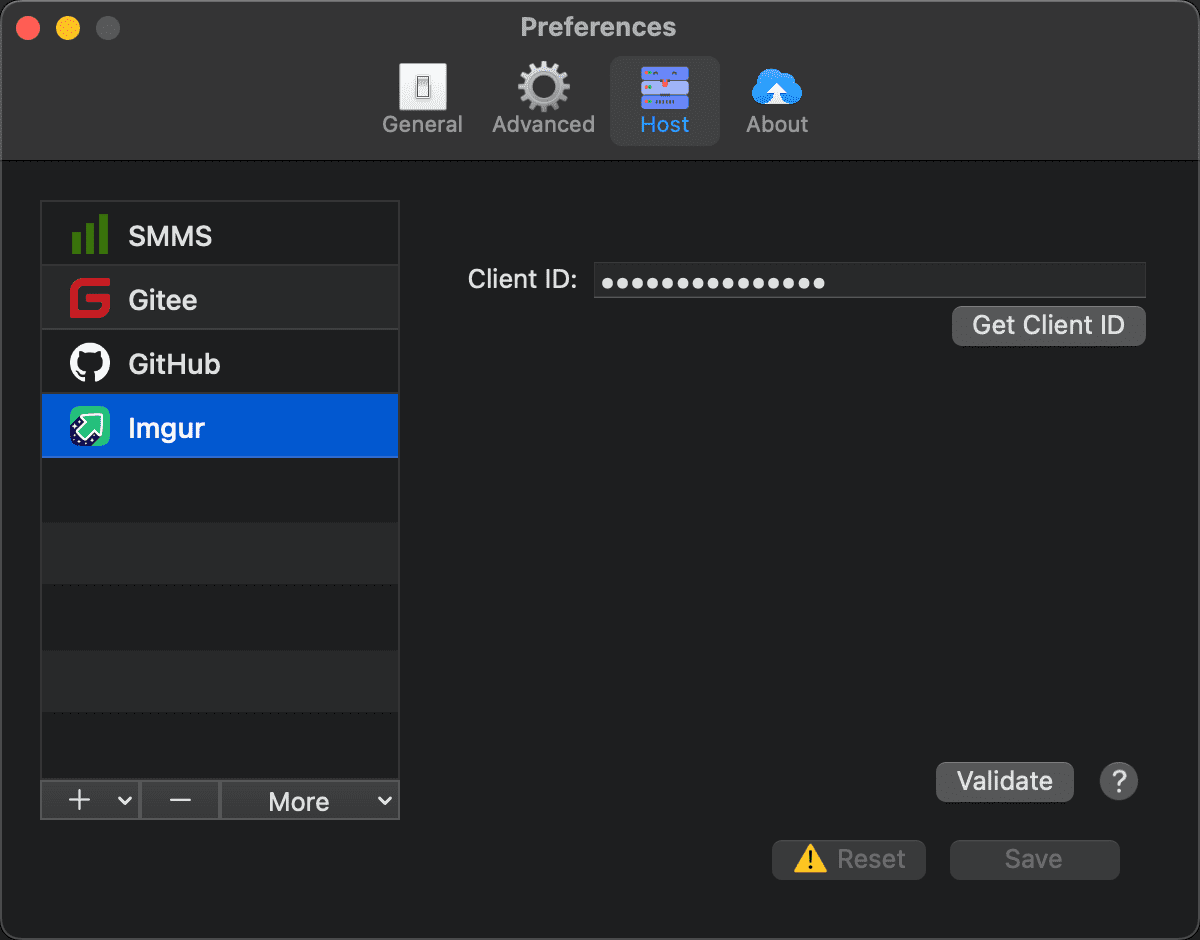 Preferences
General Advanced Host About
SMMS
Gitee
GitHub
Imgur
Client ID: ●●●●●●●●●●●●●●●
Get Client ID
+ − More
Validate ?
Reset Save